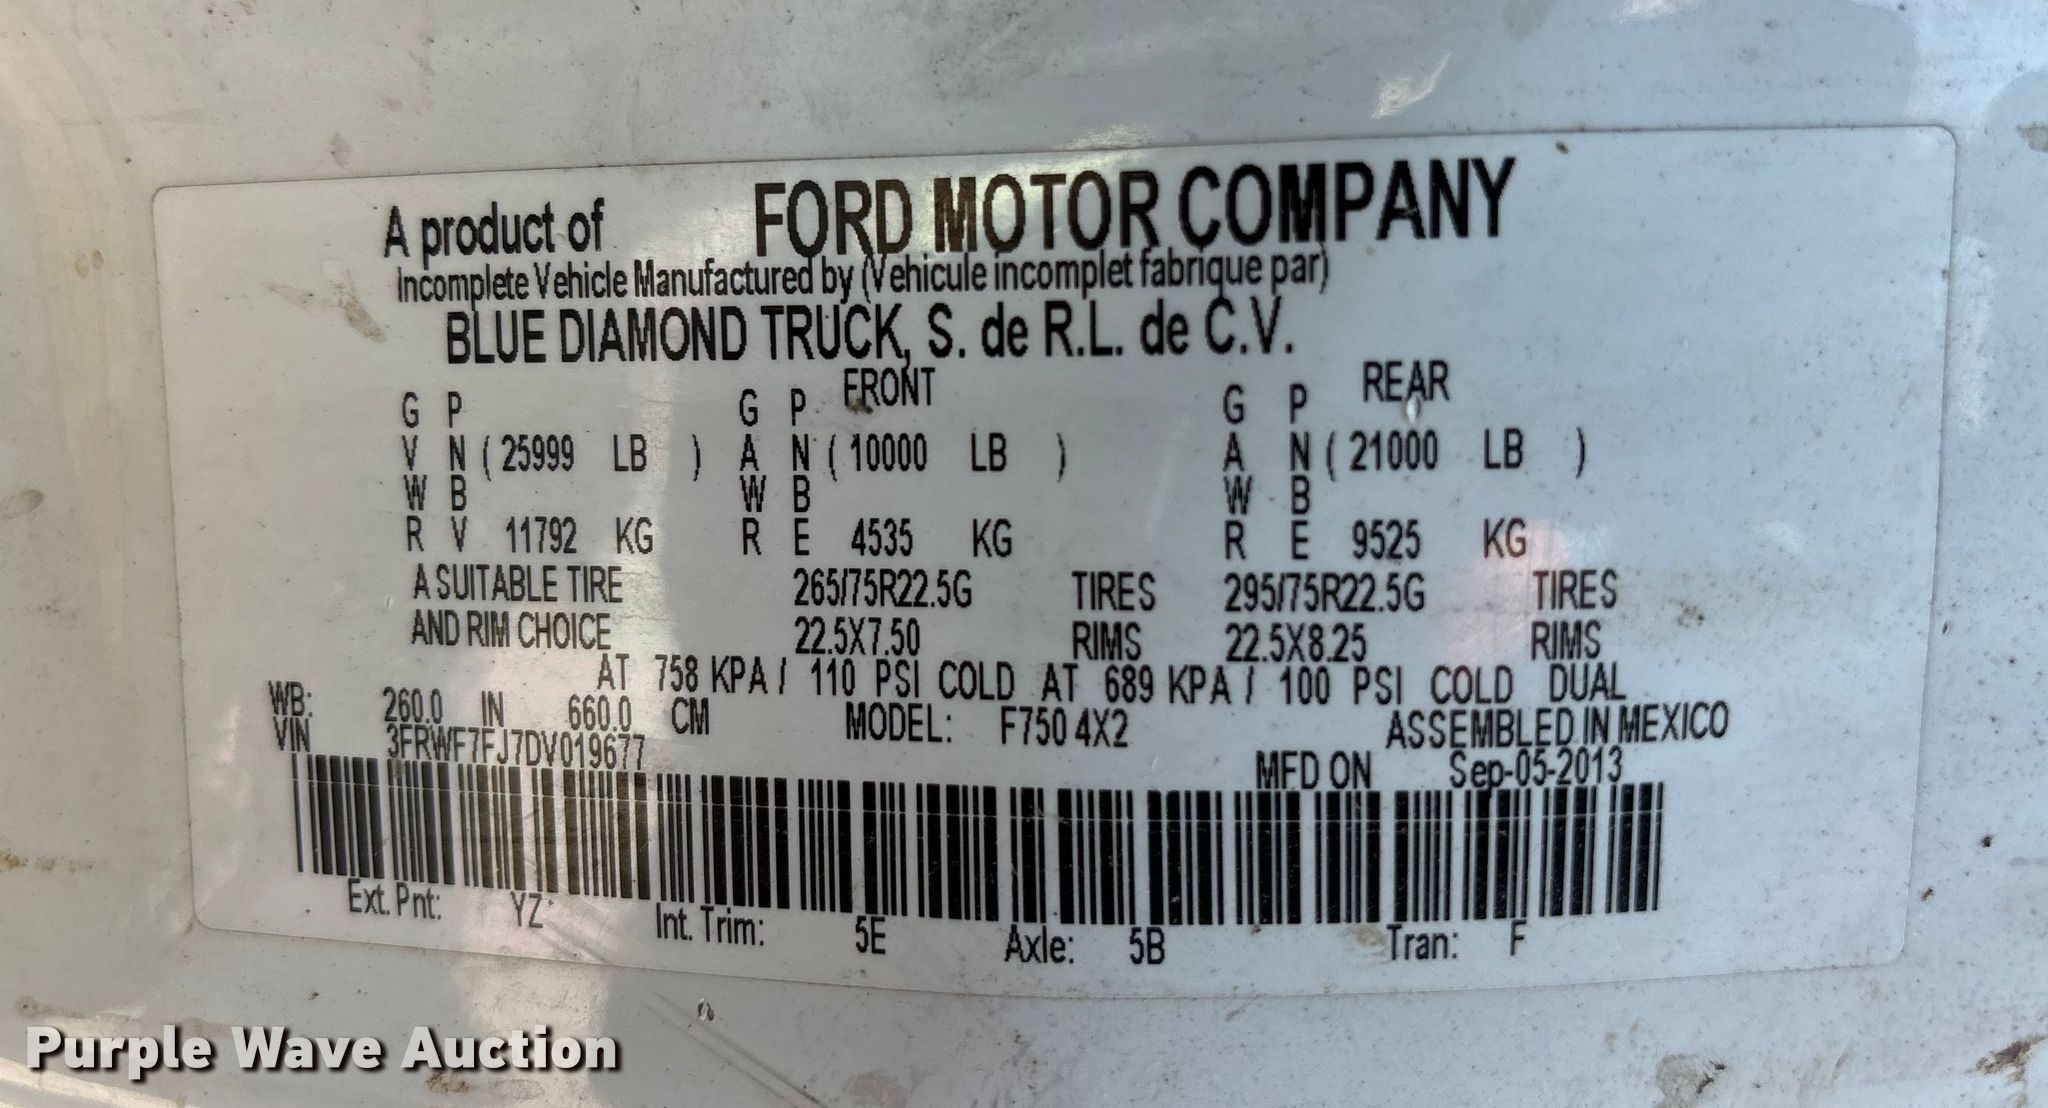 A product of FORD MOTOR COMPANY
Incomplete Vehicle Manufactured by (Vehicule incomplet fabrique par)
BLUE DIAMOND TRUCK, S. de R.L. de C.V.
G P G P FRONT G P REAR
V N ( 25999 LB ) A N ( 10000 LB ) A N ( 21000 LB )
W B W B W B
R V 11792 KG R E 4535 KG R E 9525 KG
A SUITABLE TIRE 265/75R22.5G TIRES 295/75R22.5G TIRES
AND RIM CHOICE 22.5X7.50 RIMS 22.5X8.25 RIMS
AT 758 KPA / 110 PSI COLD AT 689 KPA / 100 PSI COLD DUAL
WB: 260.0 IN 660.0 CM MODEL: F750 4X2 ASSEMBLED IN MEXICO
VIN 3FRWF7FJ7DV019677 MFD ON Sep-05-2013
Ext. Pnt: YZ Int. Trim: 5E Axle: 5B Tran: F
Purple Wave Auction